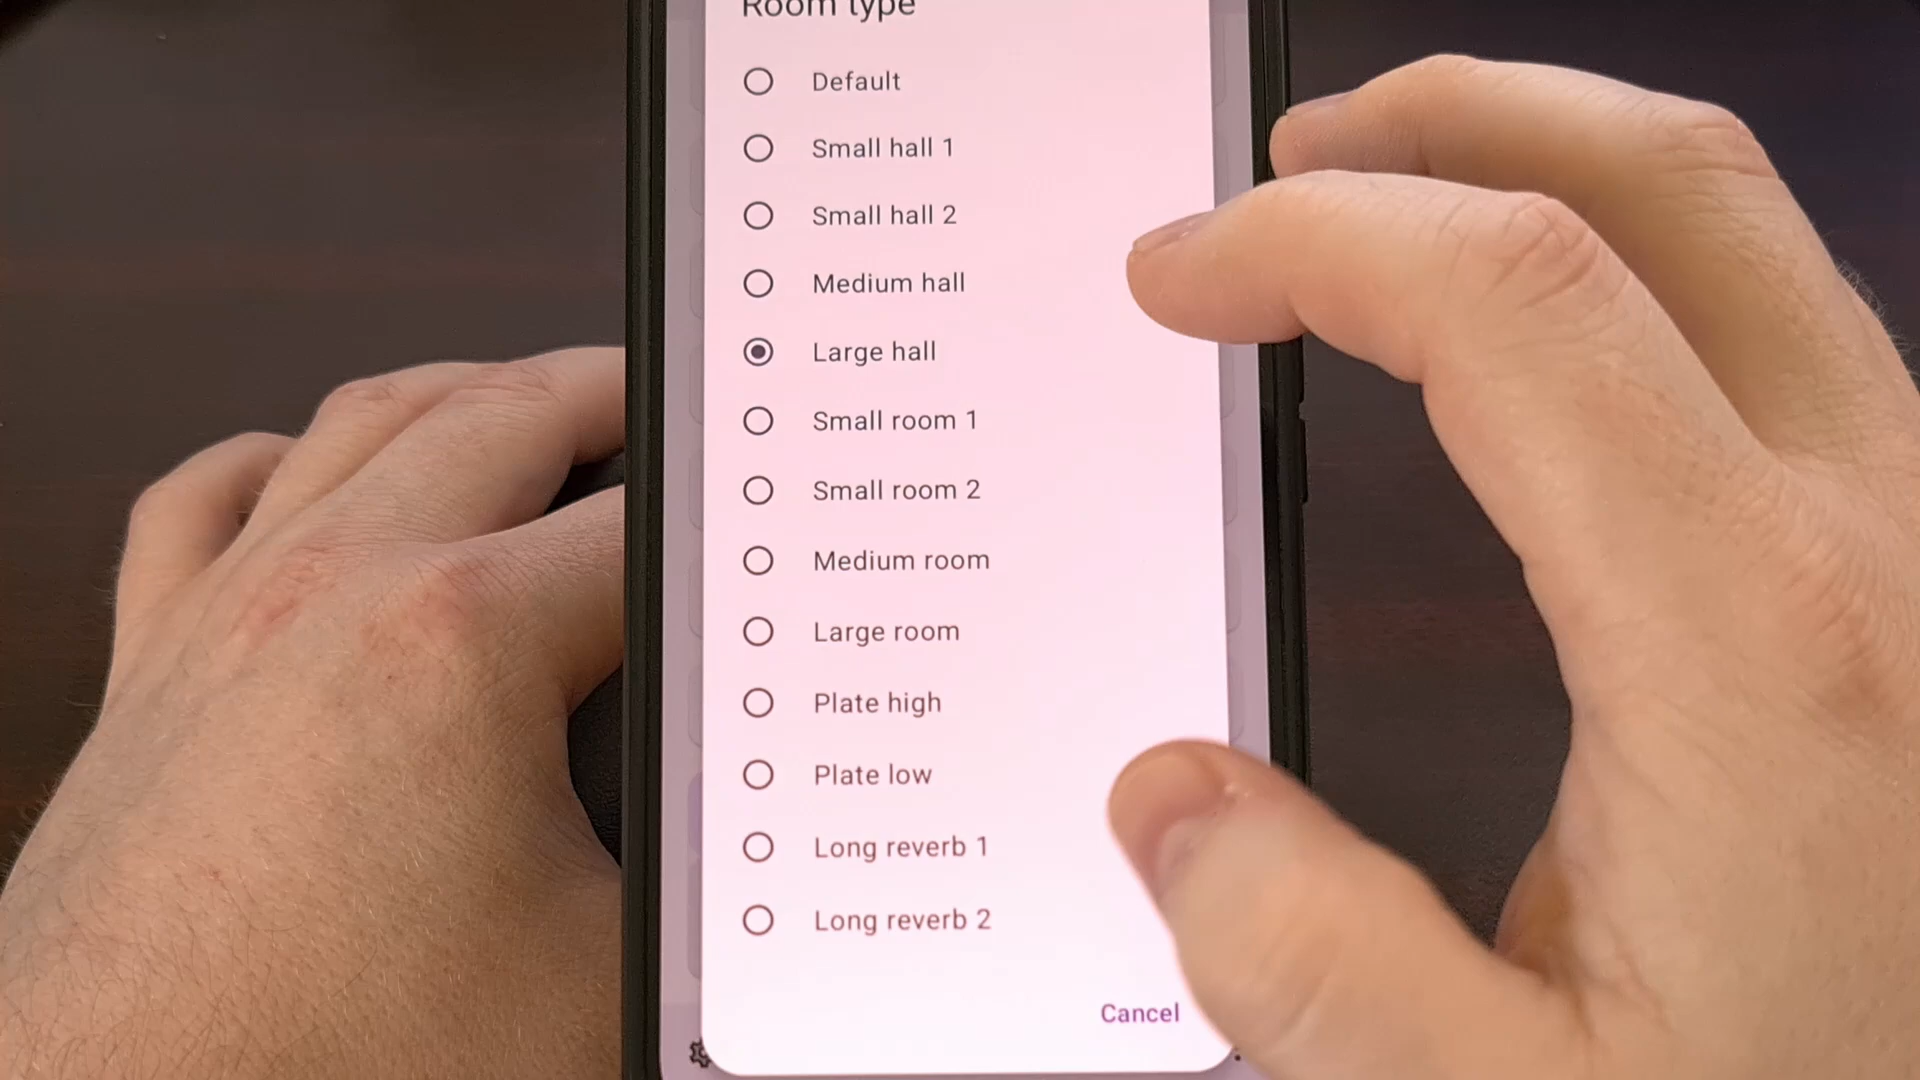 Room type
Default
Small hall 1
Small hall 2
Medium hall
Large hall
Small room 1
Small room 2
Medium room
Large room
Plate high
Plate low
Long reverb 1
Long reverb 2
Cancel